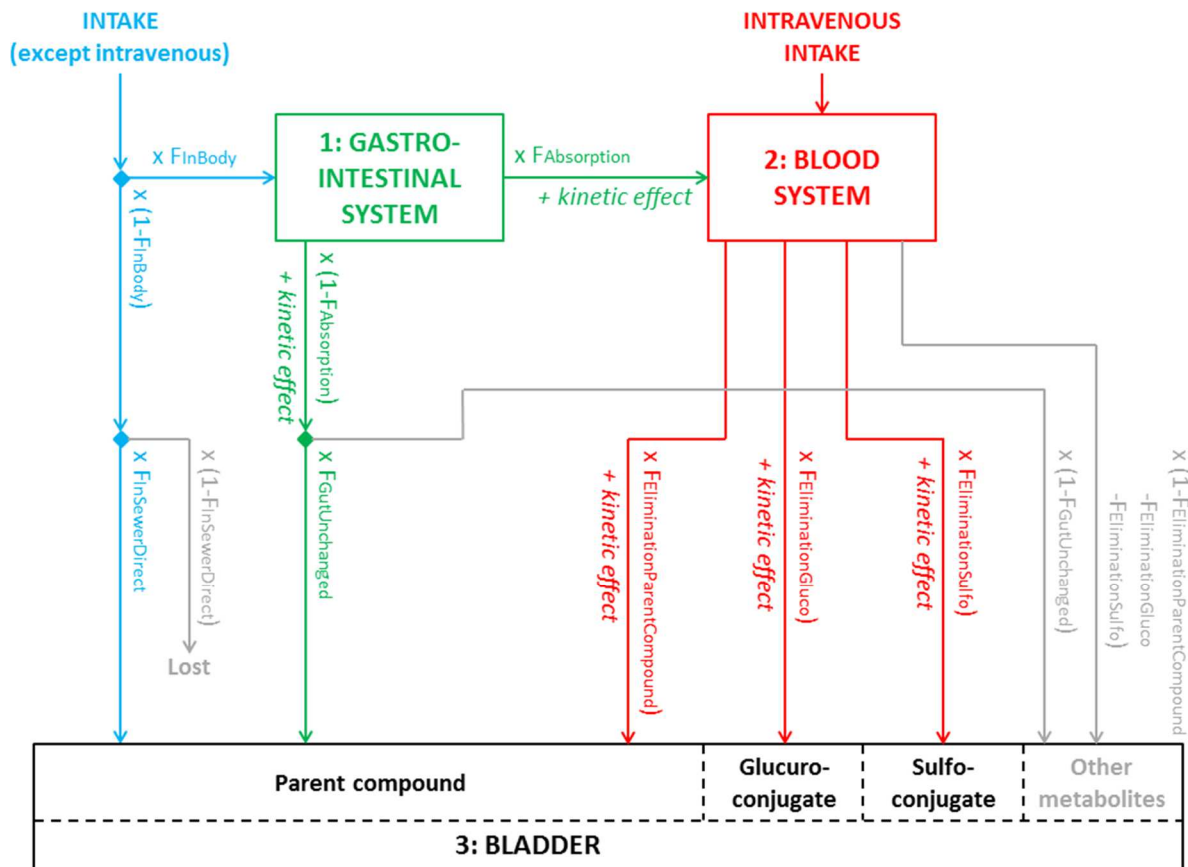 INTAKE
(except intravenous)
INTRAVENOUS
INTAKE
x FInBody
1: GASTRO-
INTESTINAL
SYSTEM
x FAbsorption
+ kinetic effect
2: BLOOD
SYSTEM
x (1-FInBody)
x (1-FAbsorption)
+ kinetic effect
x FInSewerDirect
x (1-FInSewerDirect)
Lost
x FGutUnchanged
x FEliminationParentCompound)
+ kinetic effect
x FEliminationGluco)
+ kinetic effect
x FEliminationSulfo)
+ kinetic effect
x (1-FGutUnchanged)
x (1-FEliminationParentCompound
-FEliminationGluco
-FEliminationSulfo)
Parent compound
Glucuro-
conjugate
Sulfo-
conjugate
Other
metabolites
3: BLADDER